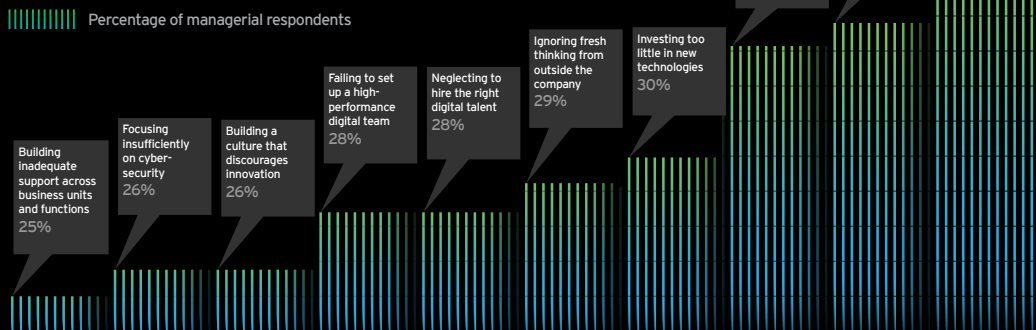 Percentage of managerial respondents
Building
inadequate
support across
business units
and functions
25%
Focusing
insufficiently
on cyber-
security
26%
Building a
culture that
discourages
innovation
26%
Failing to set
up a high-
performance
digital team
28%
Neglecting to
hire the right
digital talent
28%
Ignoring fresh
thinking from
outside the
company
29%
Investing too
little in new
technologies
30%